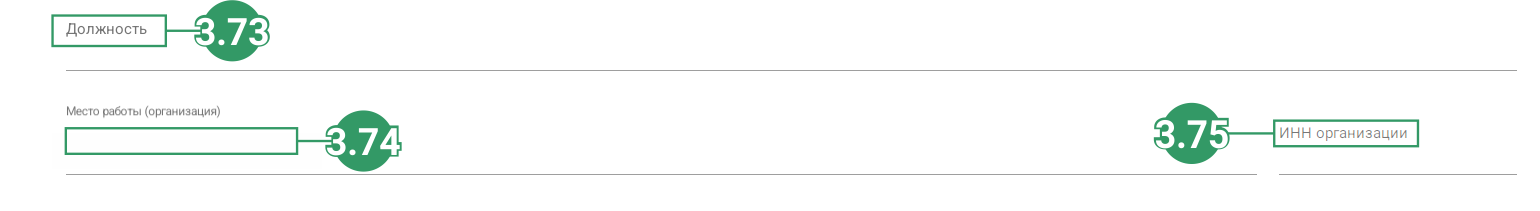 Должность 3.73
Место работы (организация)
3.74 3.75 ИНН организации